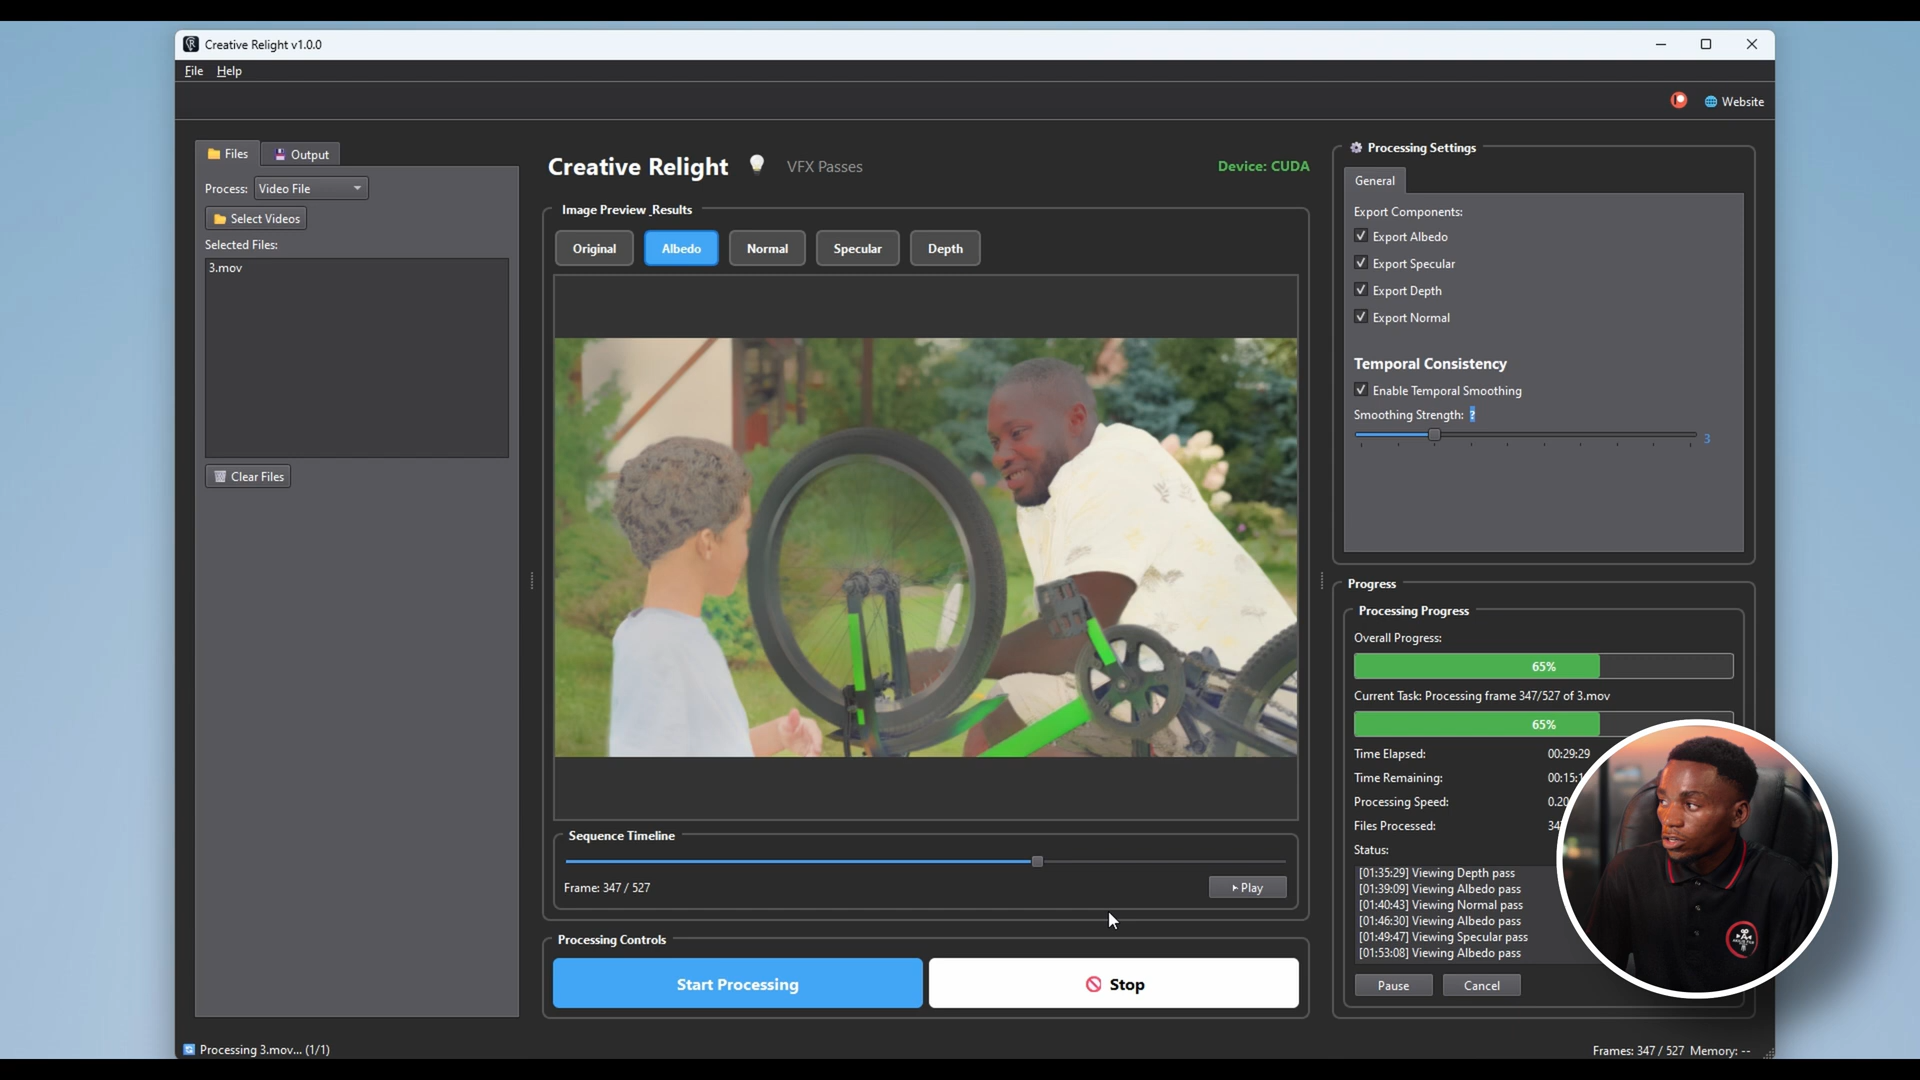 Creative Relight v1.0.0
File Help
Website
Files Output
Process: Video File
Select Videos
Selected Files:
3.mov
Clear Files
Creative Relight VFX Passes Device: CUDA
Image Preview_Results
Original Albedo Normal Specular Depth
Sequence Timeline
Frame: 347 / 527
Play
Processing Controls
Start Processing Stop
Processing Settings
General
Export Components:
Export Albedo
Export Specular
Export Depth
Export Normal
Temporal Consistency
Enable Temporal Smoothing
Smoothing Strength: ?
3
Progress
Processing Progress
Overall Progress:
65%
Current Task: Processing frame 347/527 of 3.mov
65%
Time Elapsed: 00:29:29
Time Remaining: 00:15:
Processing Speed: 0.20
Files Processed: 34
Status:
[01:35:29] Viewing Depth pass
[01:39:09] Viewing Albedo pass
[01:40:43] Viewing Normal pass
[01:46:30] Viewing Albedo pass
[01:49:47] Viewing Specular pass
[01:53:08] Viewing Albedo pass
Pause Cancel
Processing 3.mov... (1/1)
Frames: 347 / 527 Memory: --